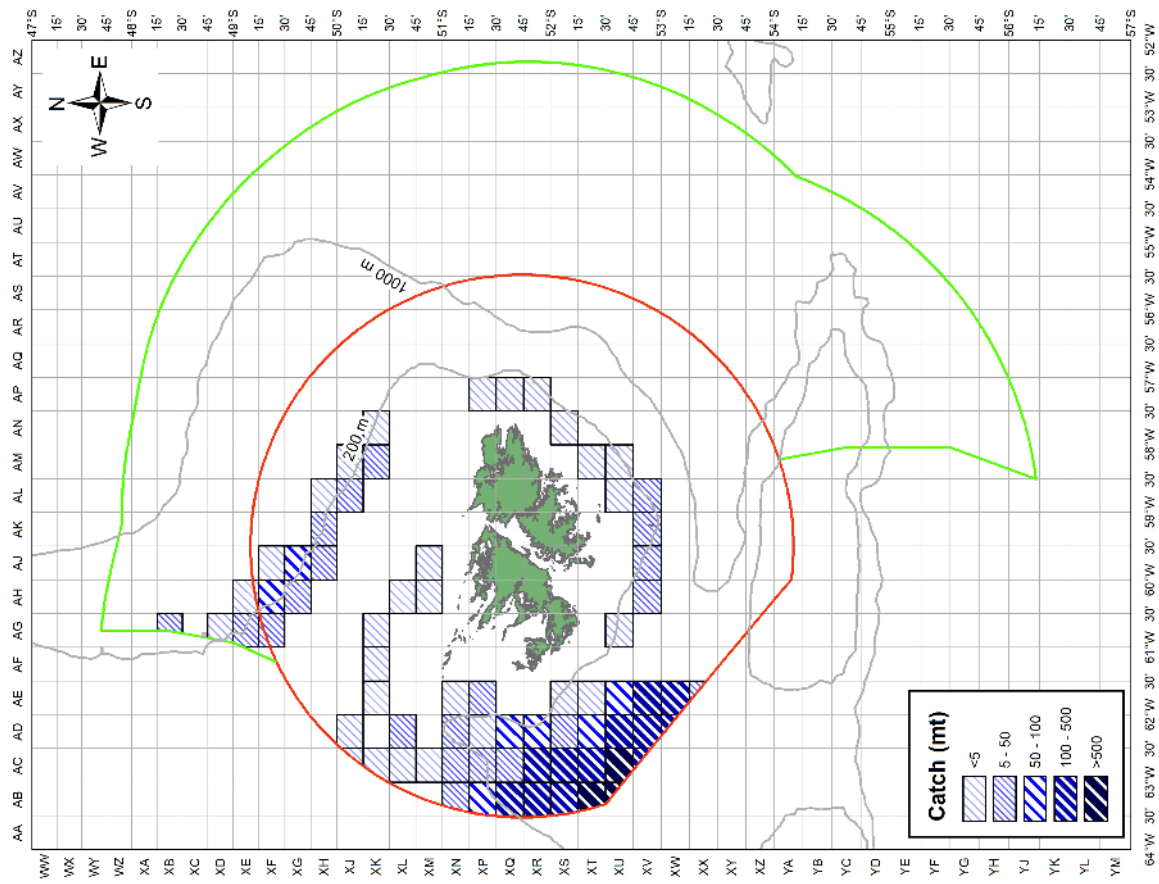 AA AB AC AD AE AF AG AH AJ AK AL AM AN AP AQ AR AS AT AU AV AW AX AY AZ
WW
WX
WY
WZ
XA
XB
XC
XD
XE
XF
XG
XH
XJ
XK
XL
XM
XN
XP
XQ
XR
XS
XT
XU
XV
XW
XX
XY
XZ
YA
YB
YC
YD
YE
YF
YG
YH
YJ
YK
YL
YM
N
W E
S
1000 m
200 m
Catch (mt)
<5
5 - 50
50 - 100
100 - 500
>500
47°S
15'
30'
45'
48°S
15'
30'
45'
49°S
15'
30'
45'
50°S
15'
30'
45'
51°S
15'
30'
45'
52°S
15'
30'
45'
53°S
15'
30'
45'
54°S
15'
30'
45'
55°S
15'
30'
45'
56°S
15'
30'
45'
57°S
64°W 30' 63°W 30' 62°W 30' 61°W 30' 60°W 30' 59°W 30' 58°W 30' 57°W 30' 56°W 30' 55°W 30' 54°W 30' 53°W 30' 52°W